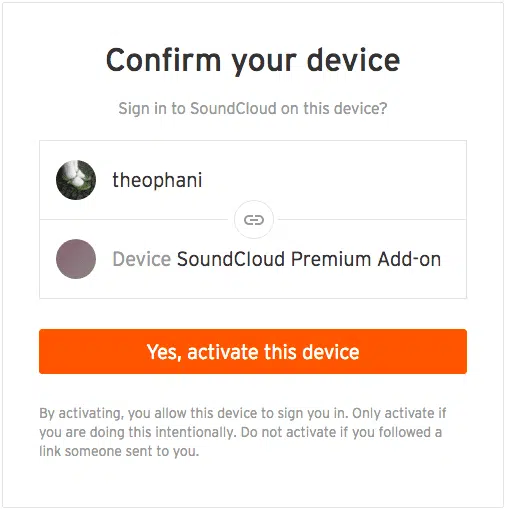 Confirm your device
Sign in to SoundCloud on this device?
theophani
Device SoundCloud Premium Add-on
Yes, activate this device
By activating, you allow this device to sign you in. Only activate if
you are doing this intentionally. Do not activate if you followed a
link someone sent to you.